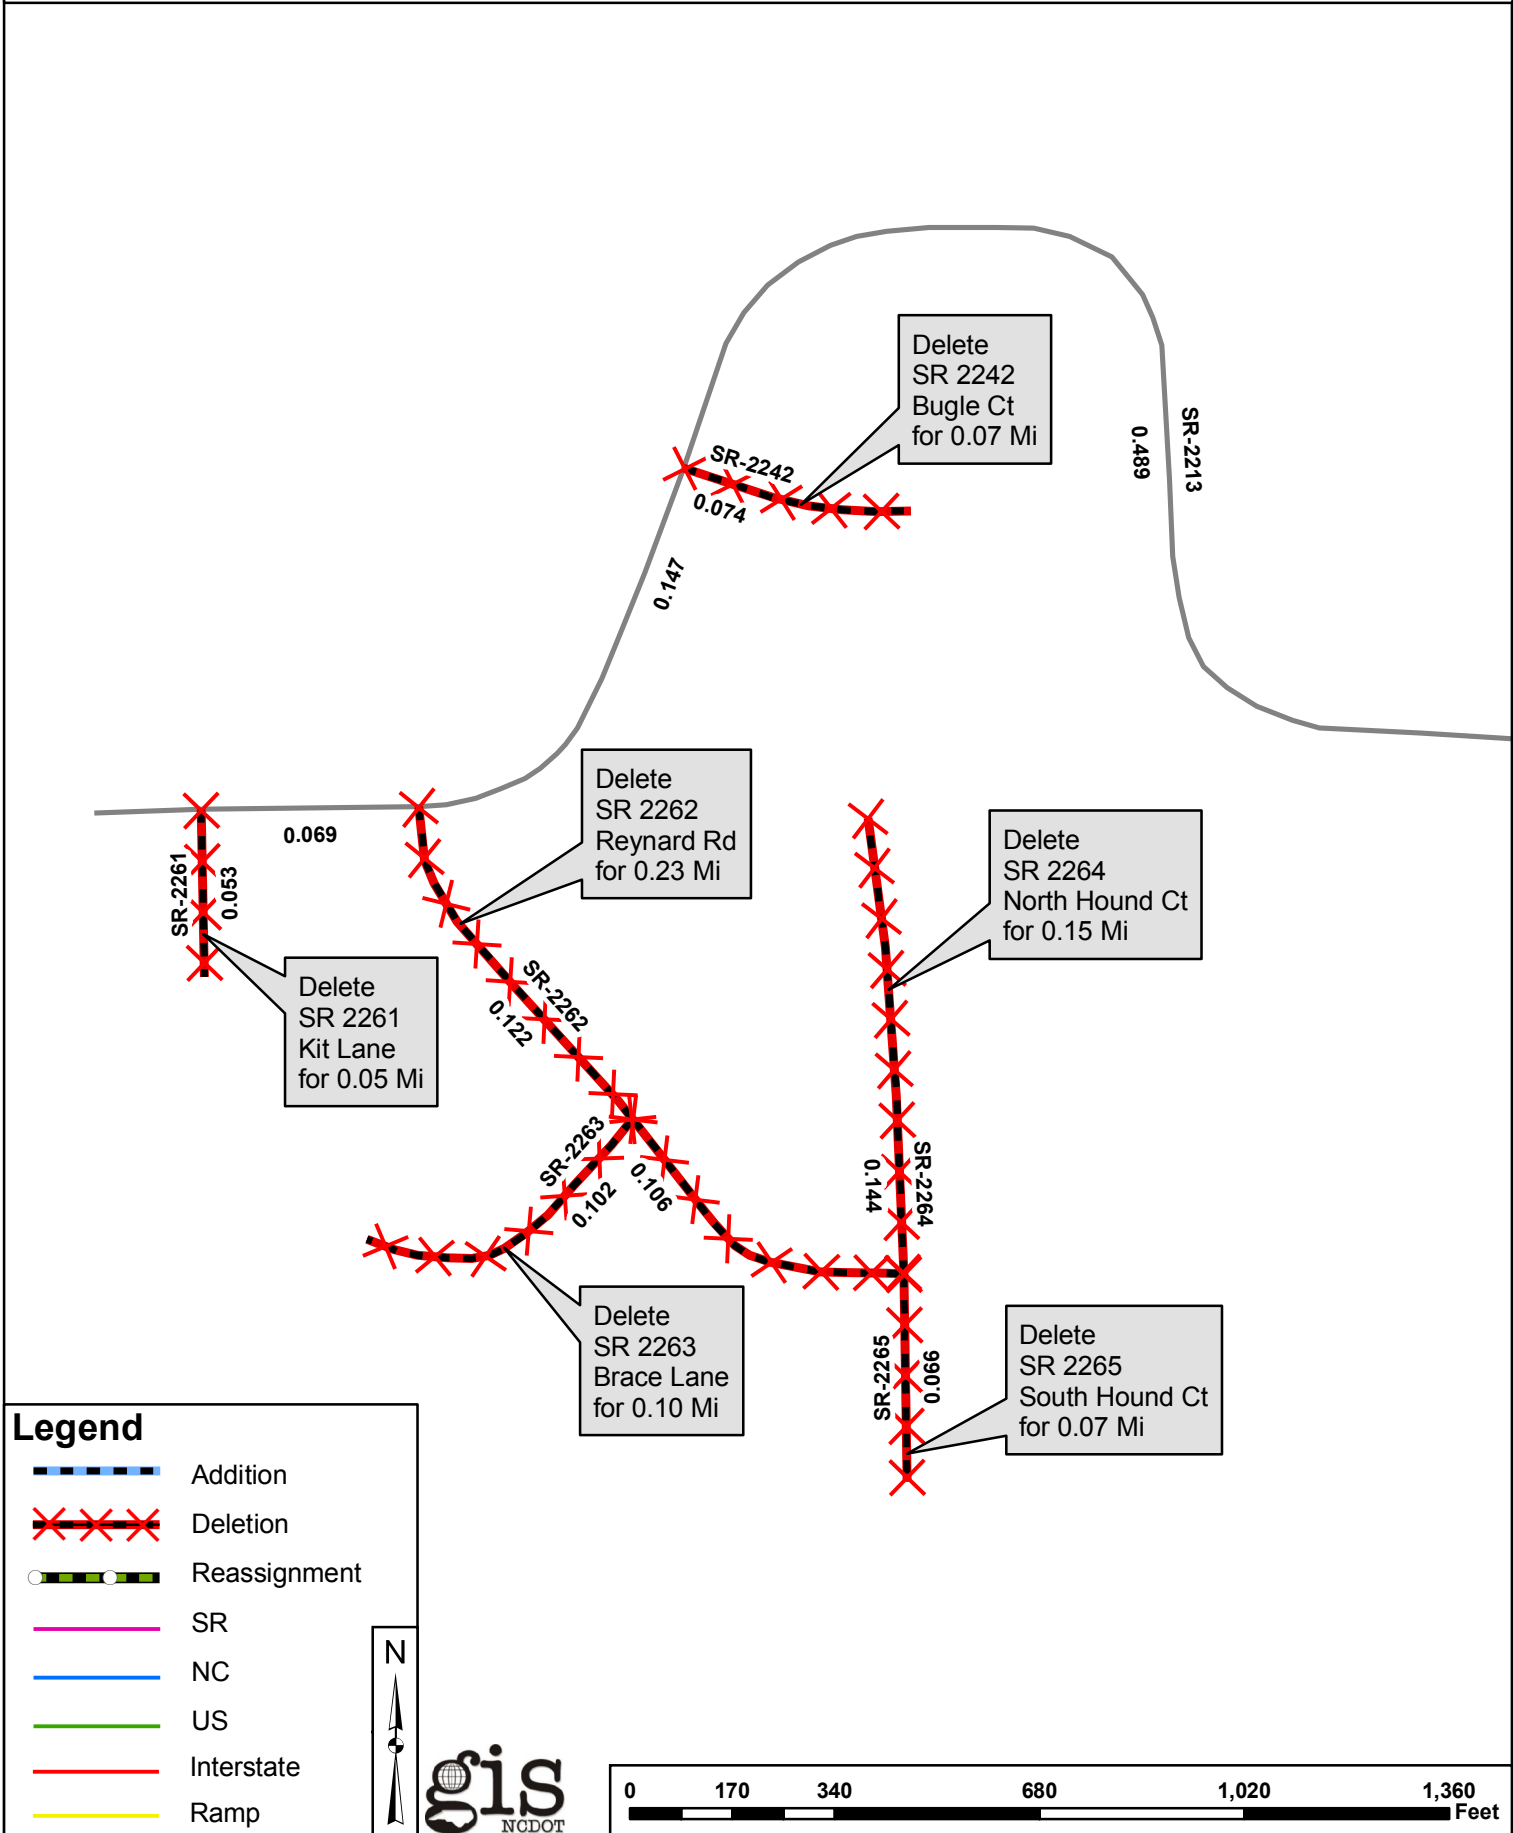 Delete
SR 2242
Bugle Ct
for 0.07 Mi
SR-2242
0.074
0.489
SR-2213
0.147
0.069
SR-2261
0.053
Delete
SR 2261
Kit Lane
for 0.05 Mi
Delete
SR 2262
Reynard Rd
for 0.23 Mi
SR-2262
0.122
Delete
SR 2264
North Hound Ct
for 0.15 Mi
SR-2263
0.102
0.106
0.144
SR-2264
Delete
SR 2263
Brace Lane
for 0.10 Mi
SR-2265
0.066
Delete
SR 2265
South Hound Ct
for 0.07 Mi
Legend
Addition
Deletion
Reassignment
SR
NC
US
Interstate
Ramp
N
gis
NCDOT
0 170 340 680 1,020 1,360
Feet